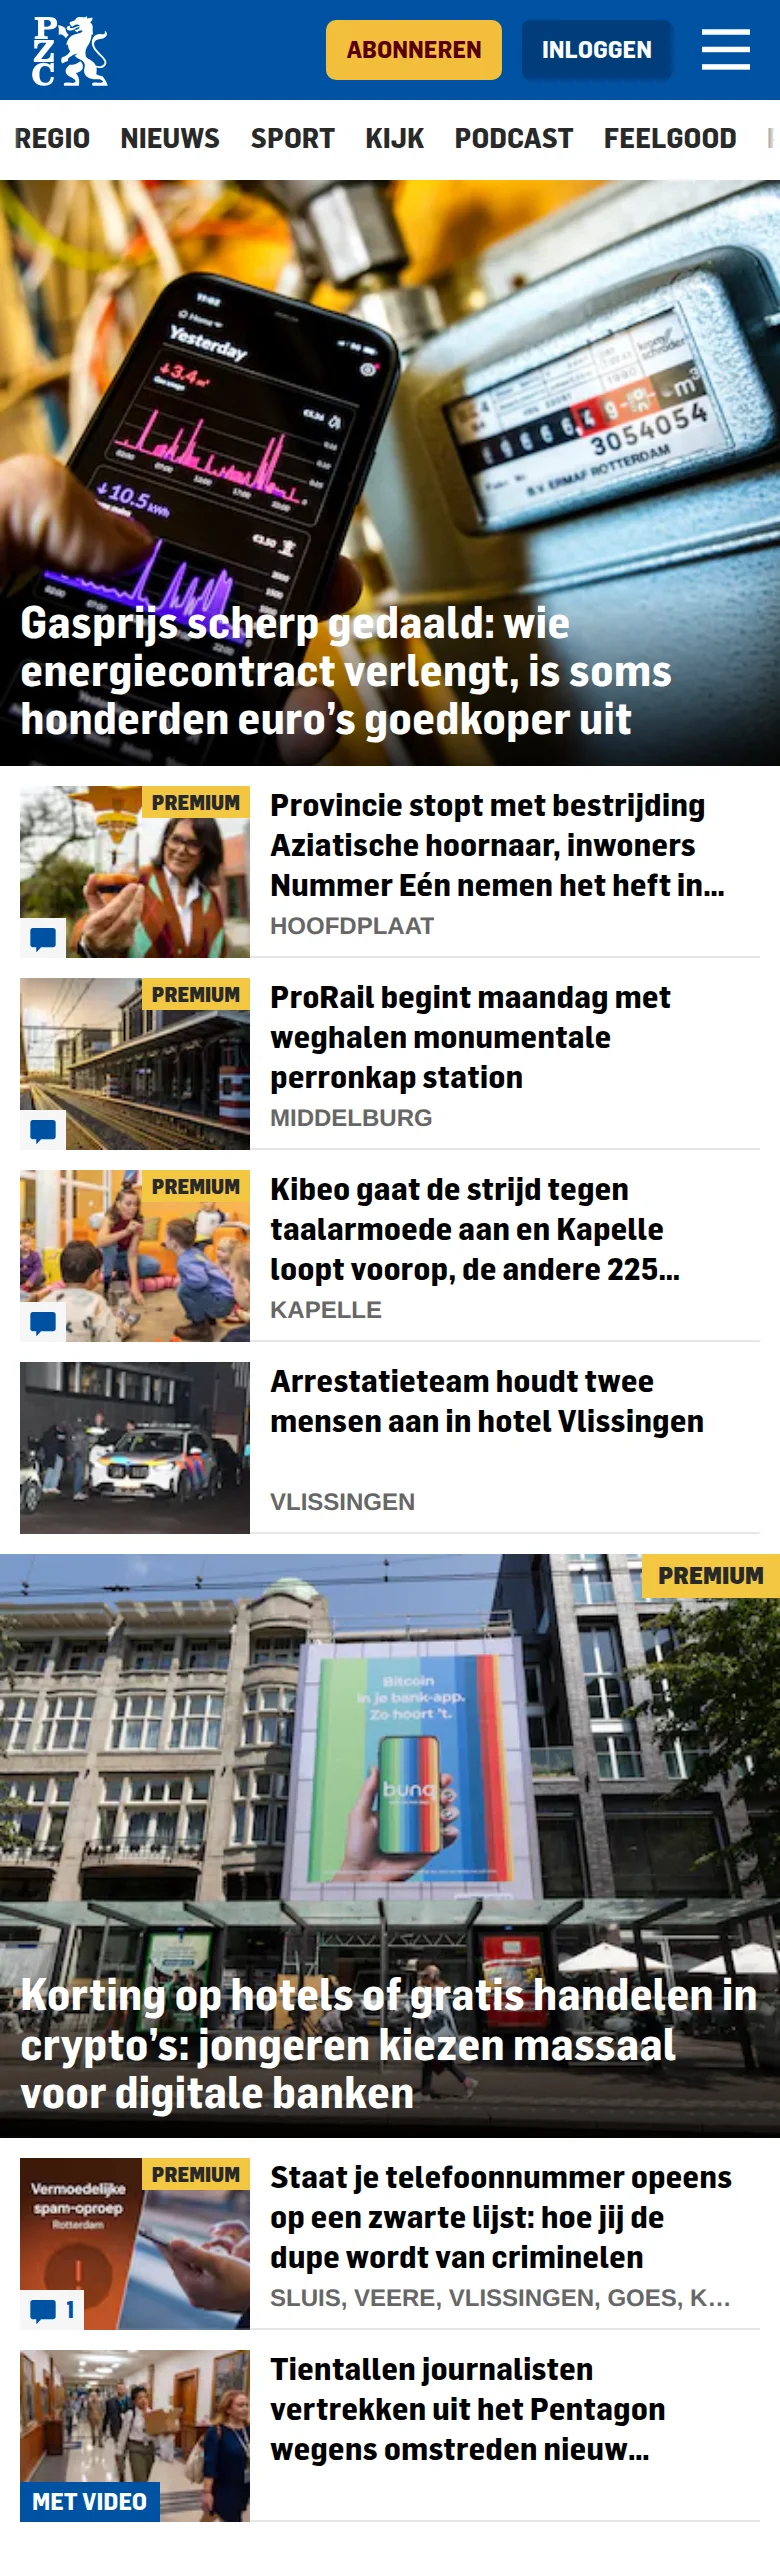 PZC
ABONNEREN
INLOGGEN
REGIO NIEUWS SPORT KIJK PODCAST FEELGOOD
Yesterday
↓3.4 m³
↓10.5 kWh
€3.50
1990
m³
3054054
B.V. ERMAF ROTTERDAM
Gasprijs scherp gedaald: wie
energiecontract verlengt, is soms
honderden euro's goedkoper uit
PREMIUM
Provincie stopt met bestrijding
Aziatische hoornaar, inwoners
Nummer Eén nemen het heft in...
HOOFDPLAAT
PREMIUM
ProRail begint maandag met
weghalen monumentale
perronkap station
MIDDELBURG
PREMIUM
Kibeo gaat de strijd tegen
taalarmoede aan en Kapelle
loopt voorop, de andere 225...
KAPELLE
Arrestatieteam houdt twee
mensen aan in hotel Vlissingen
VLISSINGEN
PREMIUM
Bitcoin
in je bank-app.
Zo hoort 't.
bunq
Korting op hotels of gratis handelen in
crypto's: jongeren kiezen massaal
voor digitale banken
PREMIUM
Vermoedelijke
spam-oproep
Rotterdam
1
Staat je telefoonnummer opeens
op een zwarte lijst: hoe jij de
dupe wordt van criminelen
SLUIS, VEERE, VLISSINGEN, GOES, K...
MET VIDEO
Tientallen journalisten
vertrekken uit het Pentagon
wegens omstreden nieuw...